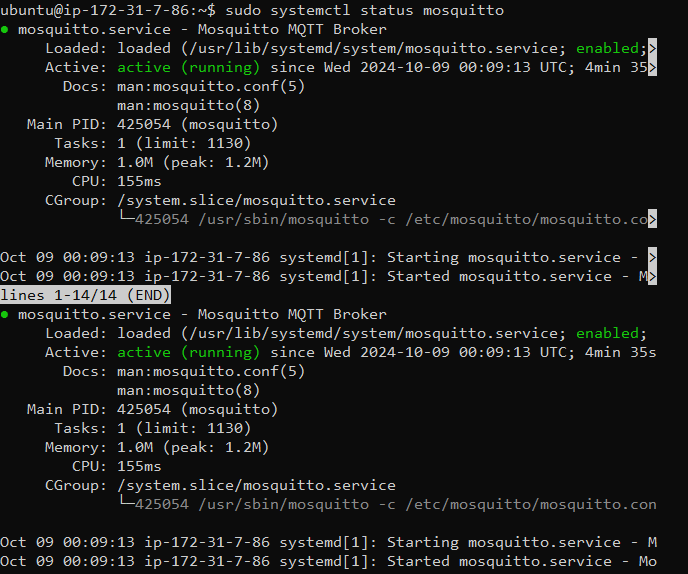 ubuntu@ip-172-31-7-86:~$ sudo systemctl status mosquitto
● mosquitto.service - Mosquitto MQTT Broker
     Loaded: loaded (/usr/lib/systemd/system/mosquitto.service; enabled;>
     Active: active (running) since Wed 2024-10-09 00:09:13 UTC; 4min 35>
       Docs: man:mosquitto.conf(5)
             man:mosquitto(8)
   Main PID: 425054 (mosquitto)
      Tasks: 1 (limit: 1130)
     Memory: 1.0M (peak: 1.2M)
        CPU: 155ms
     CGroup: /system.slice/mosquitto.service
             └─425054 /usr/sbin/mosquitto -c /etc/mosquitto/mosquitto.co>

Oct 09 00:09:13 ip-172-31-7-86 systemd[1]: Starting mosquitto.service - >
Oct 09 00:09:13 ip-172-31-7-86 systemd[1]: Started mosquitto.service - M>
lines 1-14/14 (END)
● mosquitto.service - Mosquitto MQTT Broker
     Loaded: loaded (/usr/lib/systemd/system/mosquitto.service; enabled;
     Active: active (running) since Wed 2024-10-09 00:09:13 UTC; 4min 35s
       Docs: man:mosquitto.conf(5)
             man:mosquitto(8)
   Main PID: 425054 (mosquitto)
      Tasks: 1 (limit: 1130)
     Memory: 1.0M (peak: 1.2M)
        CPU: 155ms
     CGroup: /system.slice/mosquitto.service
             └─425054 /usr/sbin/mosquitto -c /etc/mosquitto/mosquitto.con

Oct 09 00:09:13 ip-172-31-7-86 systemd[1]: Starting mosquitto.service - M
Oct 09 00:09:13 ip-172-31-7-86 systemd[1]: Started mosquitto.service - Mo